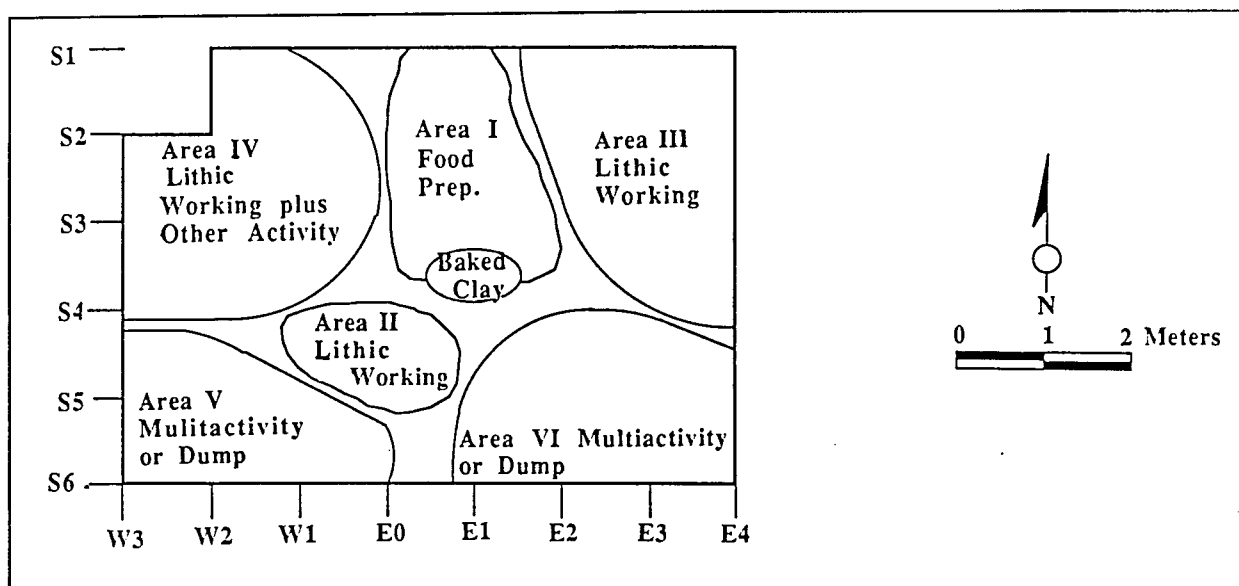 S1
S2
S3
S4
S5
S6
Area IV
Lithic
Working plus
Other Activity
Area I
Food
Prep.
Area III
Lithic
Working
Baked
Clay
Area II
Lithic
Working
Area V
Mulitactivity
or Dump
Area VI Multiactivity
or Dump
W3 W2 W1 E0 E1 E2 E3 E4
N
0 1 2 Meters